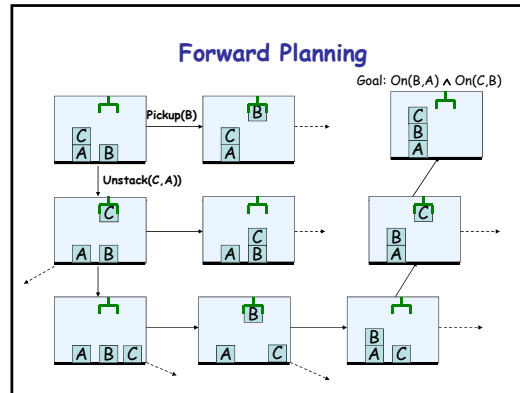 Forward Planning
Goal: On(B,A) ∧ On(C,B)
Pickup(B)
B
C
C
C
B
A B
A
A
Unstack(C,A))
C
C
C
B
A B
A B
A
B
B
A B C
A C
A C